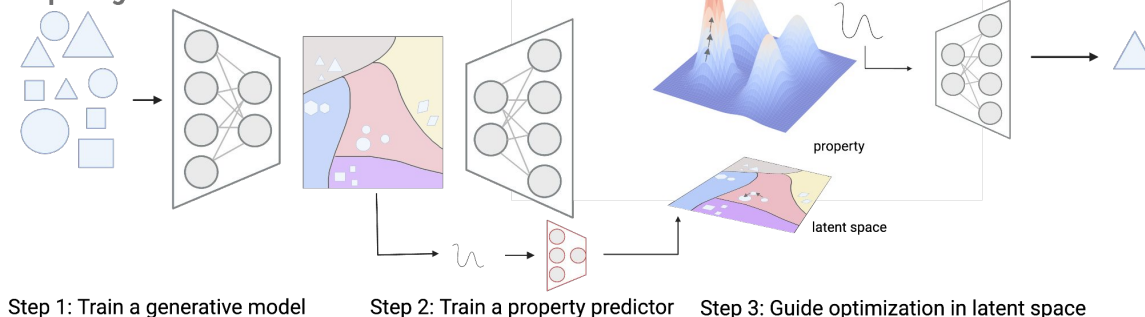 property
latent space
Step 1: Train a generative model
Step 2: Train a property predictor
Step 3: Guide optimization in latent space